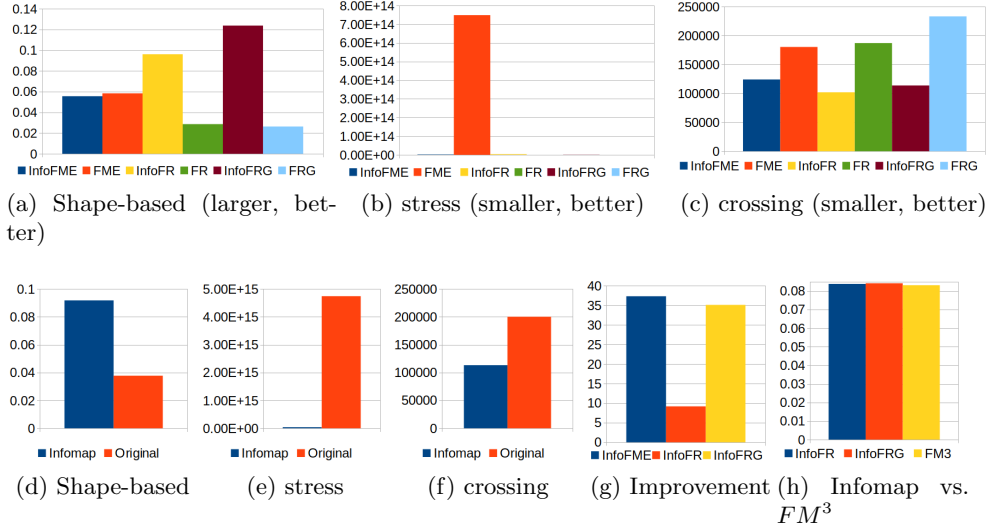 0.14
0.12
0.1
0.08
0.06
0.04
0.02
0
InfoFME FME InfoFR FR InfoFRG FRG
(a) Shape-based (larger, bet-
ter)
8.00E+14
7.00E+14
6.00E+14
5.00E+14
4.00E+14
3.00E+14
2.00E+14
1.00E+14
0.00E+00
InfoFME FME InfoFR FR InfoFRG FRG
(b) stress (smaller, better)
250000
200000
150000
100000
50000
0
InfoFME FME InfoFR FR InfoFRG FRG
(c) crossing (smaller, better)
0.1
0.08
0.06
0.04
0.02
0
Infomap Original
(d) Shape-based
5.00E+15
4.00E+15
3.00E+15
2.00E+15
1.00E+15
0.00E+00
Infomap Original
(e) stress
250000
200000
150000
100000
50000
0
Infomap Original
(f) crossing
40
35
30
25
20
15
10
5
0
InfoFME InfoFR InfoFRG
(g) Improvement
0.08
0.06
0.04
0.05
0.04
0.03
0.02
0.01
0
InfoFR InfoFRG FM3
(h) Infomap vs.
FM³